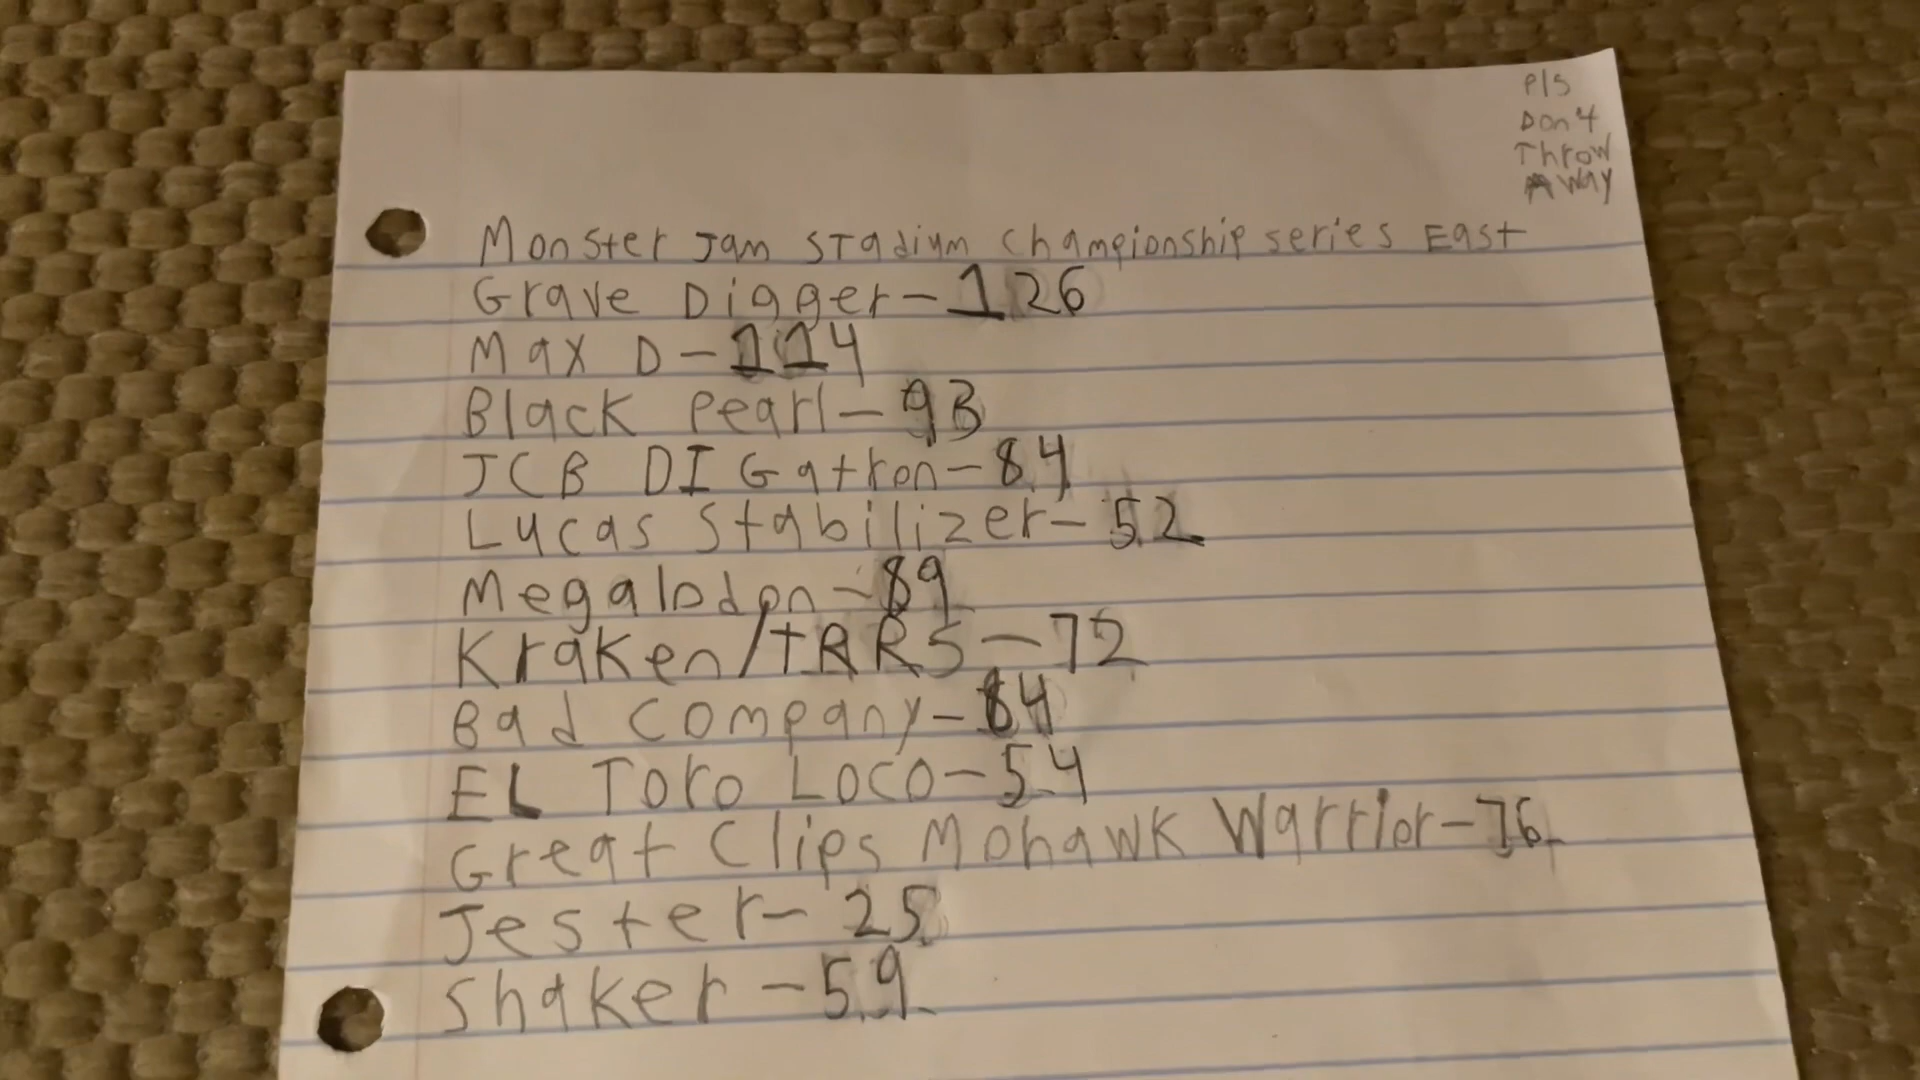 Pls
Don4
Throw
Away
Monster Jam Stadium Championship series East
Grave Digger-126
Max D-114
Black Pearl-93
JCB DIGatron-84
Lucas Stabilizer-52
Megalodon-89
Kraken/TRRS-72
Bad Company-84
EL Toro Loco-54
Great Clips Mohawk Warrior-76
Jester-25
Shaker-59